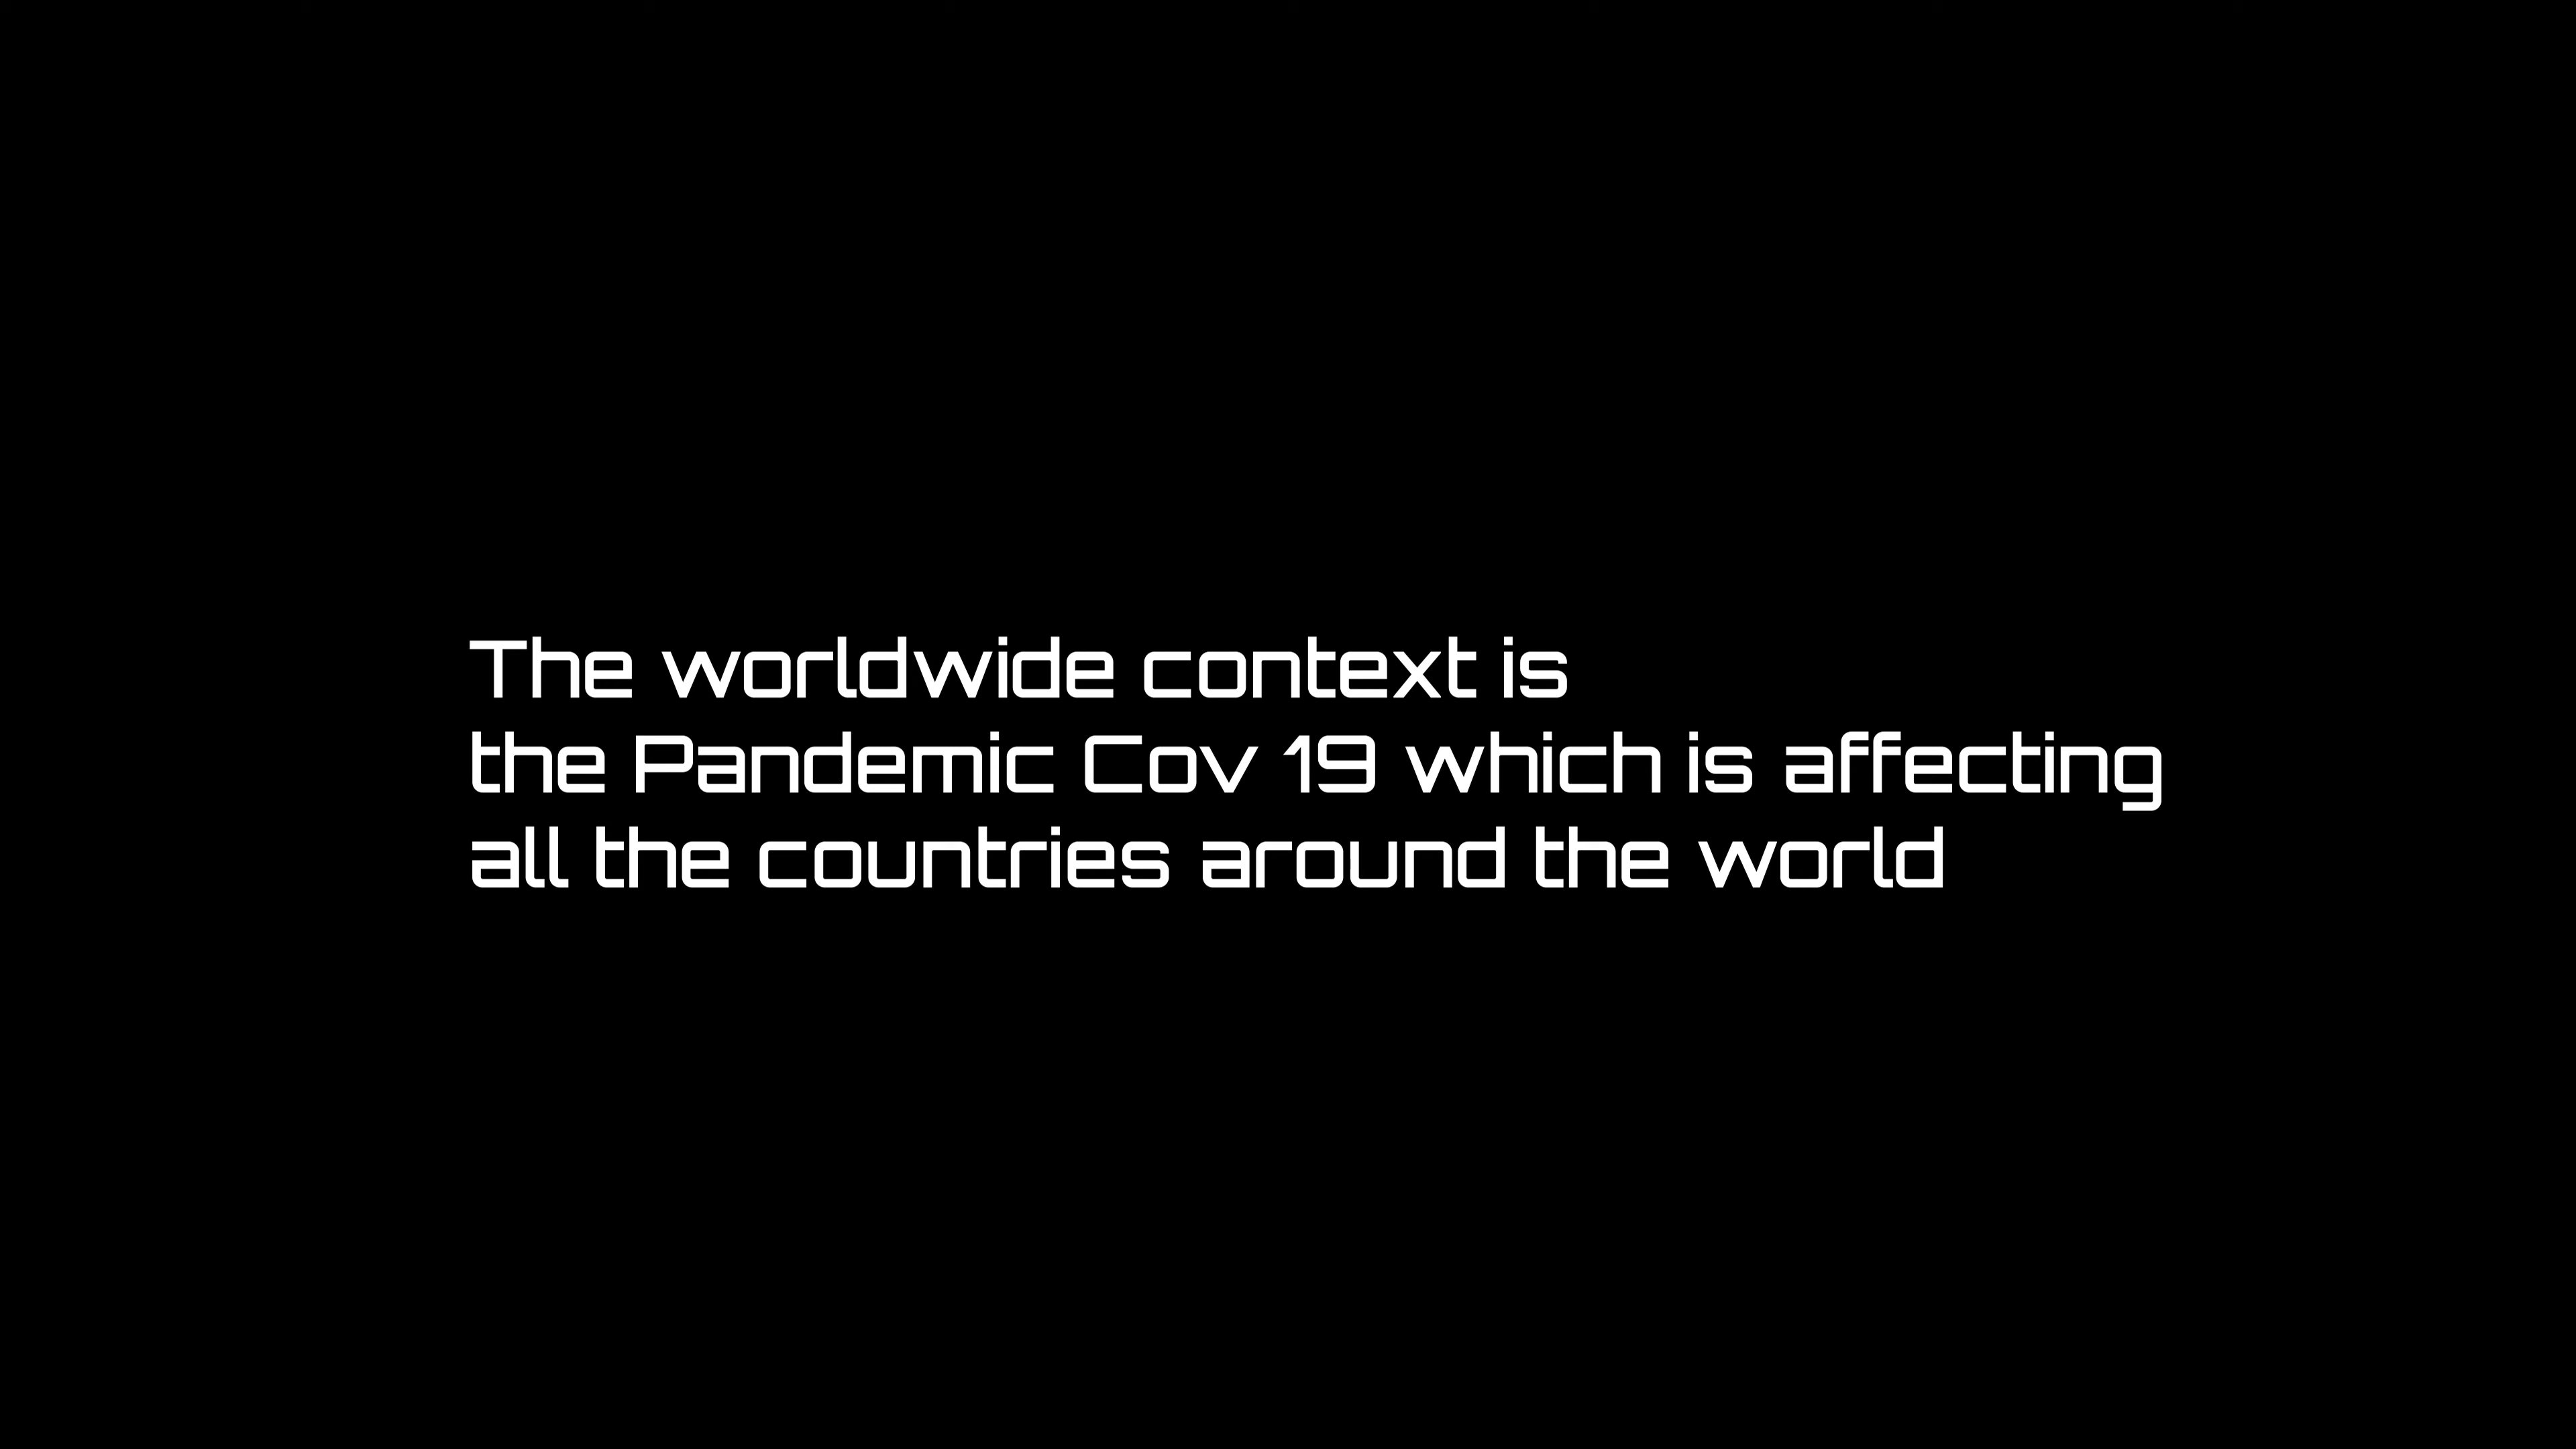 The worldwide context is
the Pandemic Cov 19 which is affecting
all the countries around the world